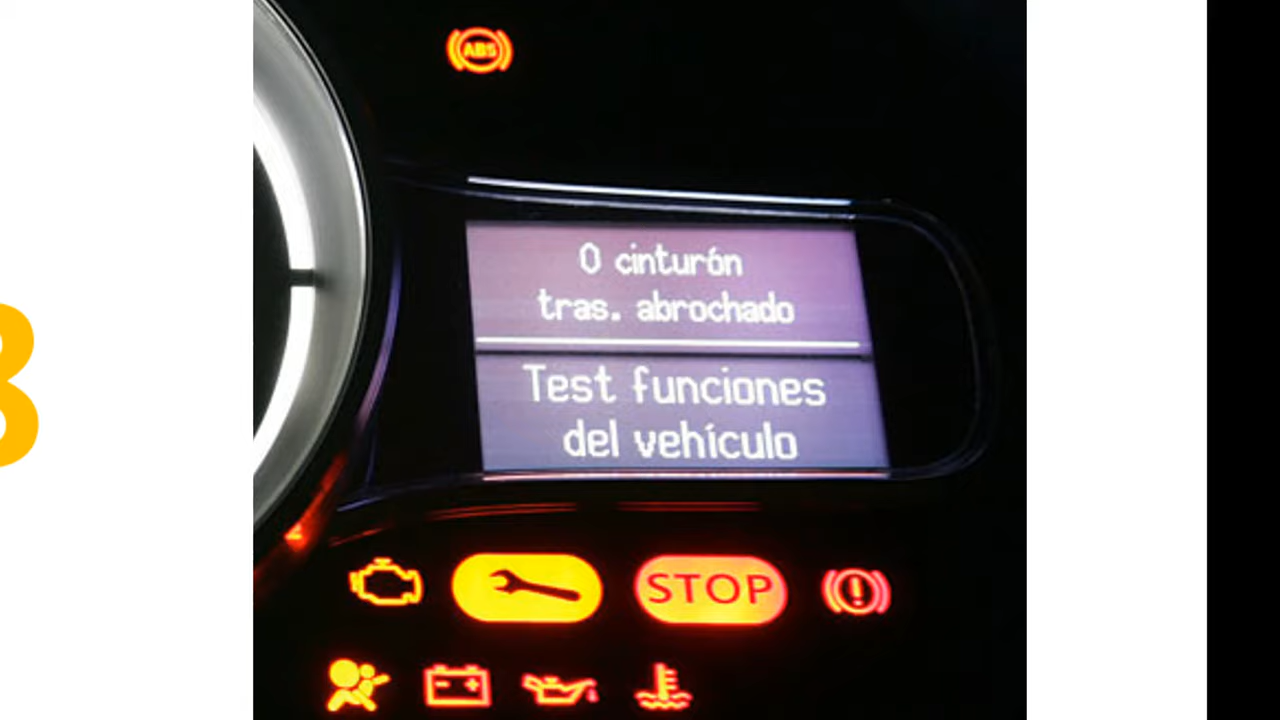 ABS
0 cinturón
tras. abrochado
Test funciones
del vehículo
STOP